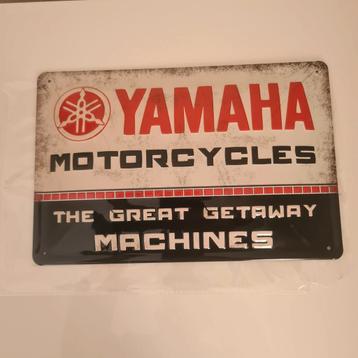 YAMAHA
MOTORCYCLES
THE GREAT GETAWAY
MACHINES